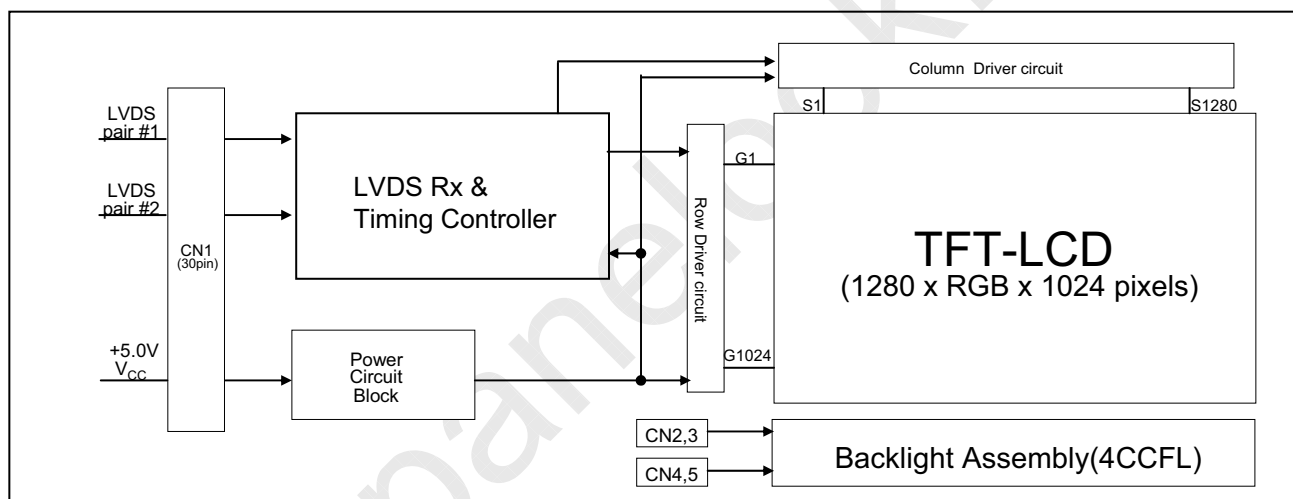 Column Driver circuit
S1
S1280
LVDS
pair #1
LVDS
pair #2
CN1
(30pin)
LVDS Rx &
Timing Controller
Row Driver circuit
G1
G1024
TFT-LCD
(1280 x RGB x 1024 pixels)
+5.0V
VCC
Power
Circuit
Block
CN2,3
CN4,5
Backlight Assembly(4CCFL)
panelook